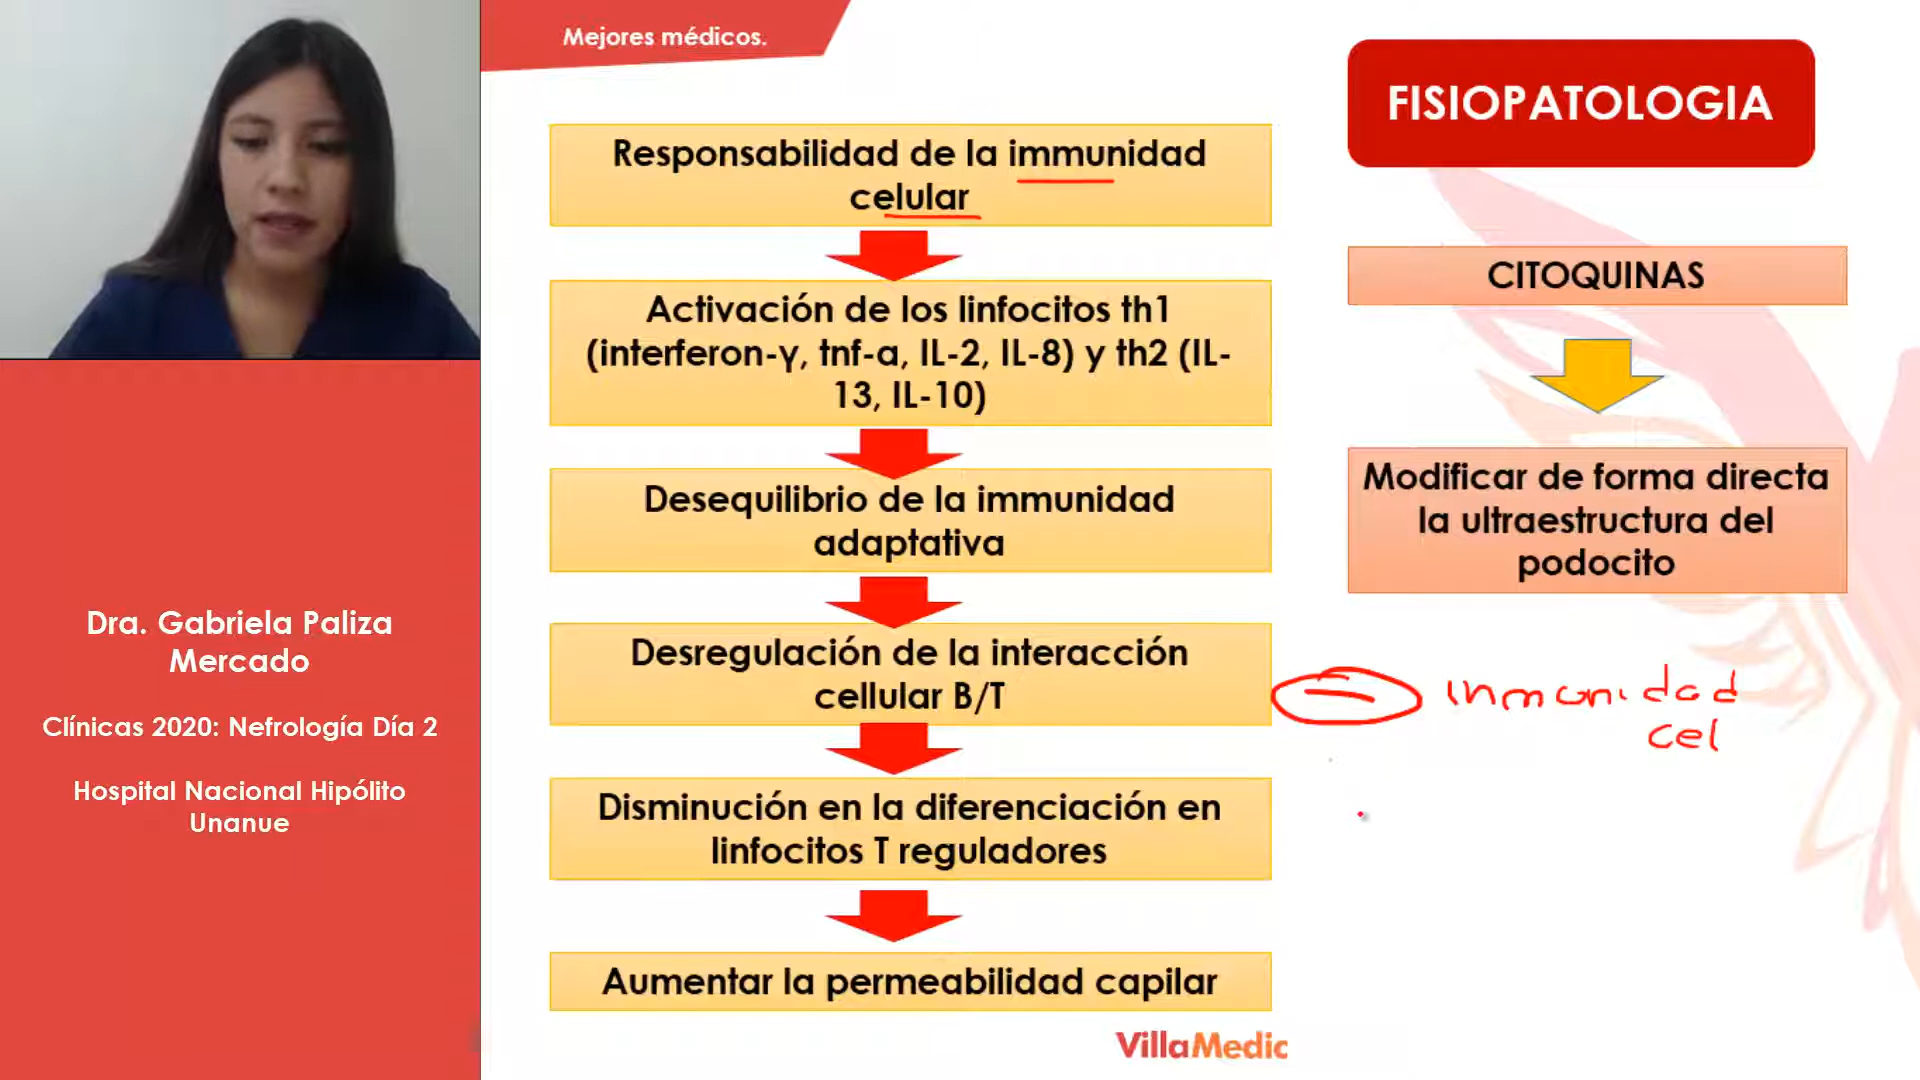 Mejores médicos.
FISIOPATOLOGIA
Responsabilidad de la immunidad
celular
Activación de los linfocitos th1
(interferon-γ, tnf-a, IL-2, IL-8) y th2 (IL-
13, IL-10)
Desequilibrio de la immunidad
adaptativa
Desregulación de la interacción
cellular B/T
Disminución en la diferenciación en
linfocitos T reguladores
Aumentar la permeabilidad capilar
CITOQUINAS
Modificar de forma directa
la ultraestructura del
podocito
inmunidad
cel
Dra. Gabriela Paliza
Mercado
Clínicas 2020: Nefrología Día 2
Hospital Nacional Hipólito
Unanue
VillaMedic